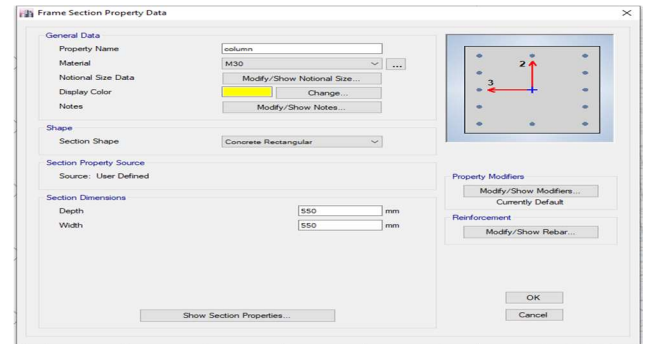 Frame Section Property Data
General Data
Property Name column
Material M30 ...
Notional Size Data Modify/Show Notional Size...
Display Color Change...
Notes Modify/Show Notes...
2
3
Shape
Section Shape Concrete Rectangular
Section Property Source
Source: User Defined
Property Modifiers
Modify/Show Modifiers...
Currently Default
Section Dimensions
Depth 550 mm
Width 550 mm
Reinforcement
Modify/Show Rebar...
Show Section Properties...
OK
Cancel